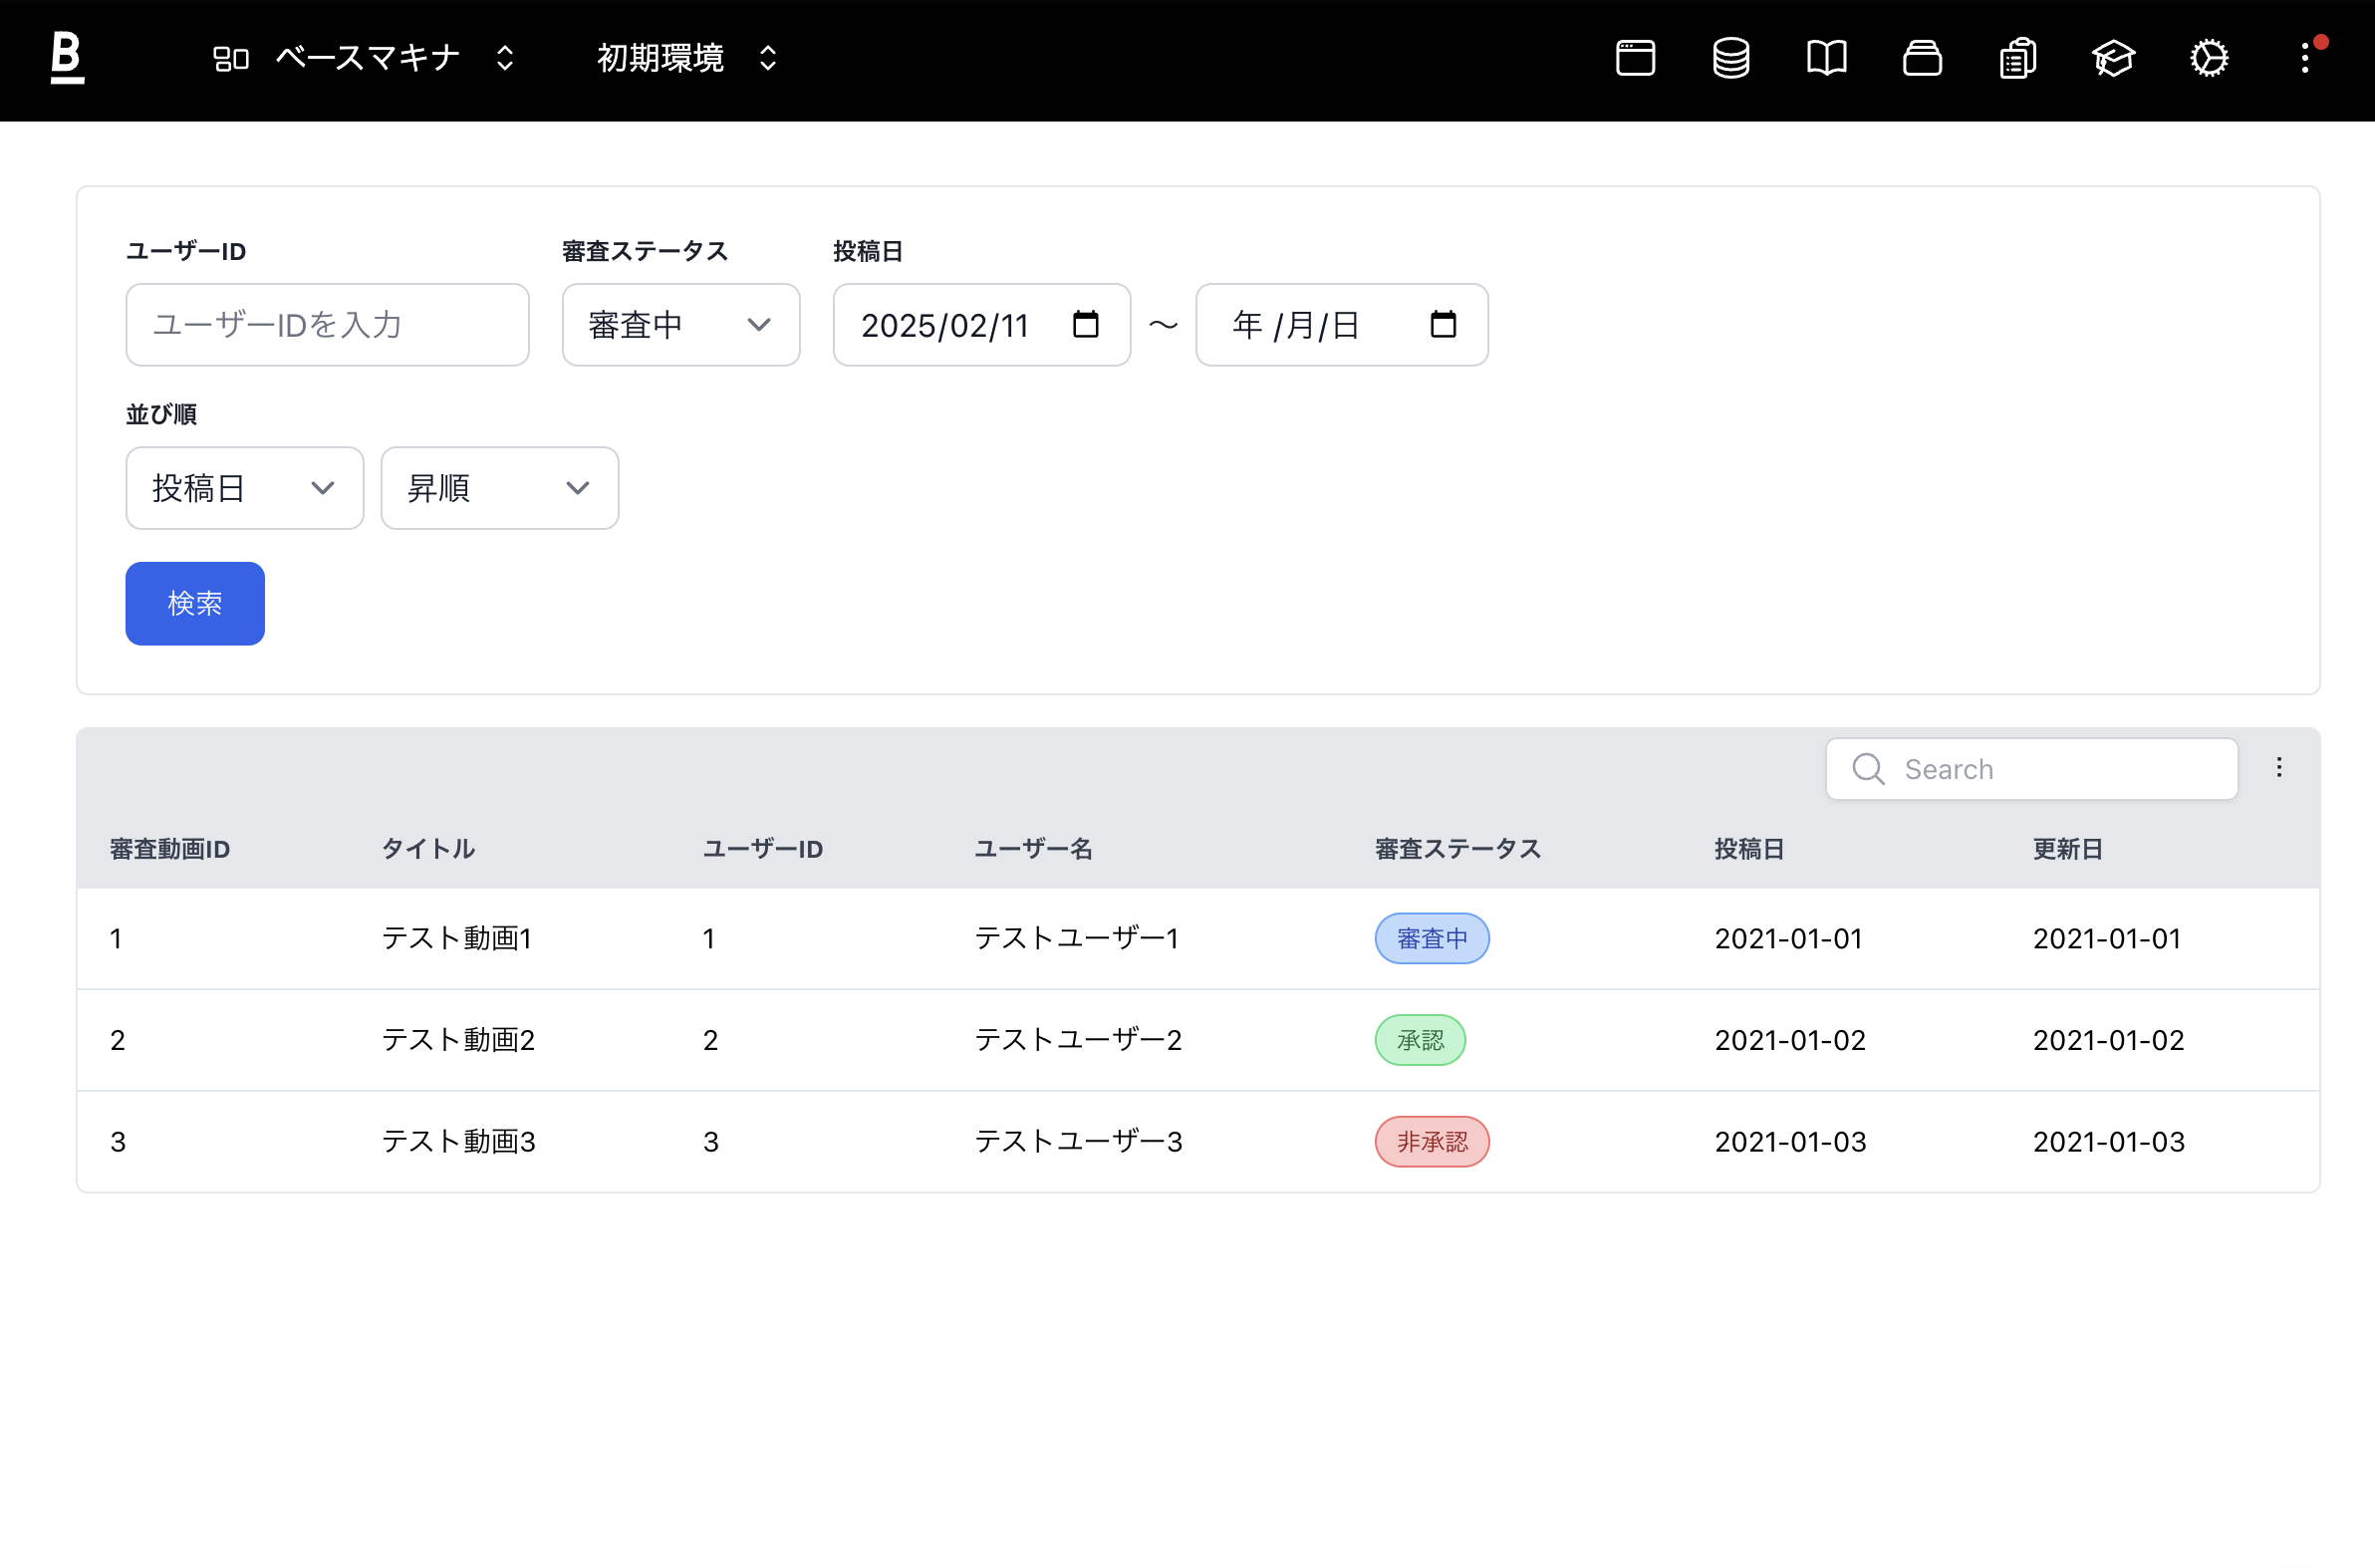 B ベースマキナ 初期環境
ユーザーID 審査ステータス 投稿日
ユーザーIDを入力 審査中 2025/02/11 〜 年 /月/日
並び順
投稿日 昇順
検索
Search
審査動画ID タイトル ユーザーID ユーザー名 審査ステータス 投稿日 更新日
1 テスト動画1 1 テストユーザー1 審査中 2021-01-01 2021-01-01
2 テスト動画2 2 テストユーザー2 承認 2021-01-02 2021-01-02
3 テスト動画3 3 テストユーザー3 非承認 2021-01-03 2021-01-03